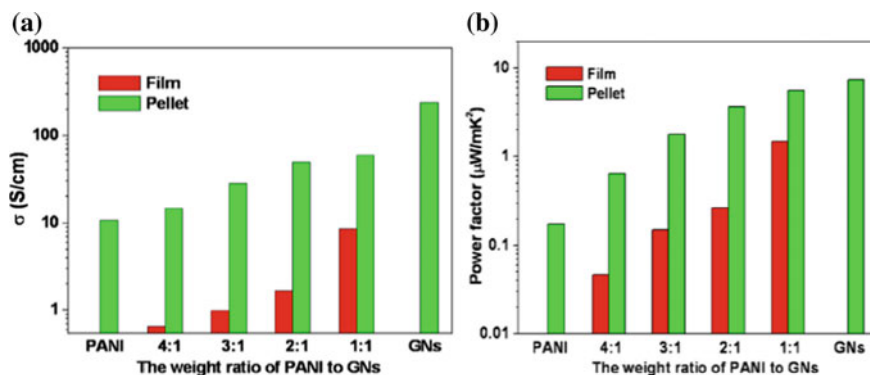 (a)
1000
100
10
1
σ (S/cm)
Film
Pellet
PANI 4:1 3:1 2:1 1:1 GNs
The weight ratio of PANI to GNs
(b)
10
1
0.1
0.01
Power factor (μW/mK²)
Film
Pellet
PANI 4:1 3:1 2:1 1:1 GNs
The weight ratio of PANI to GNs